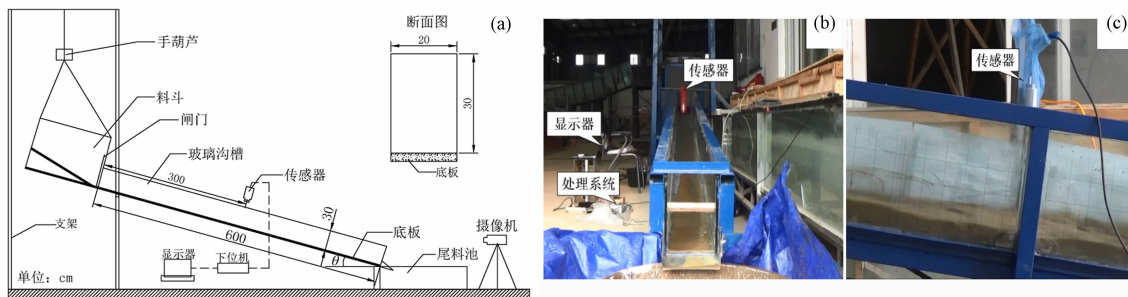 断面图
(a)
20
30
底板
手葫芦
料斗
闸门
玻璃沟槽
300
传感器
30
底板
摄像机
支架
600
θ
显示器
下位机
尾料池
单位：cm
(b)
传感器
显示器
处理系统
(c)
传感器